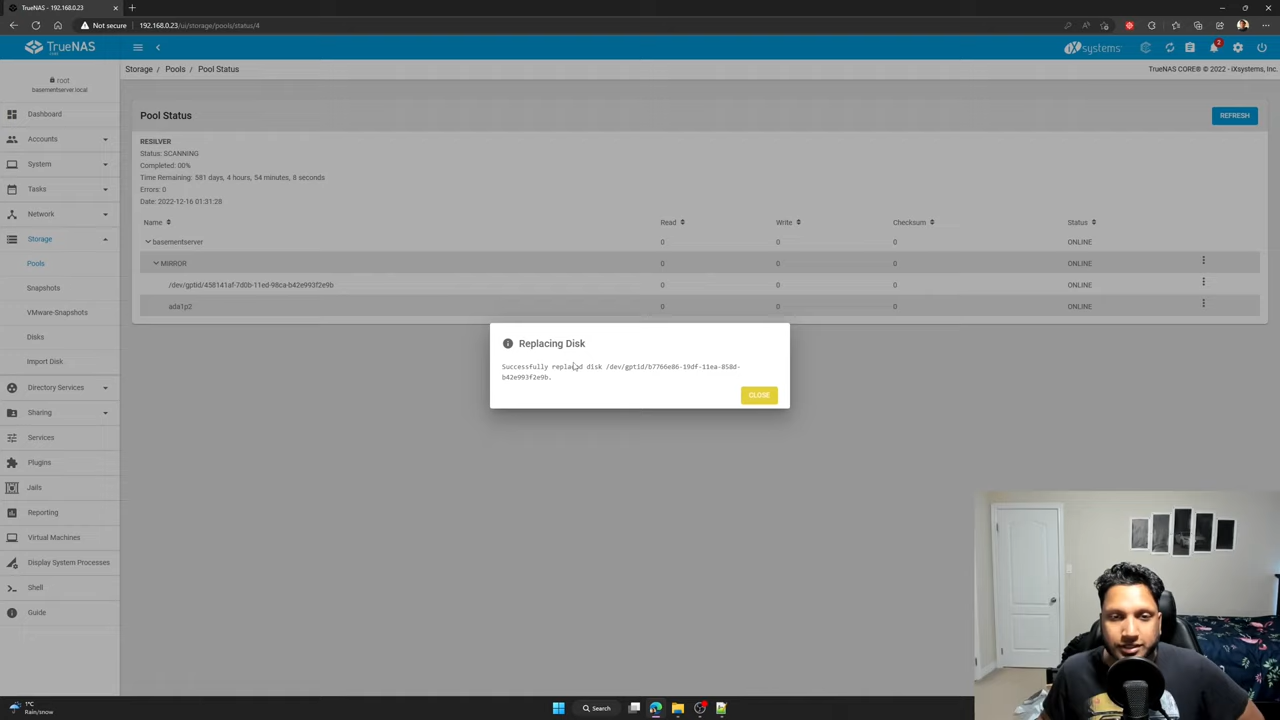 TrueNAS - 192.168.0.23
Not secure
192.168.0.23/ui/storage/pools/status/4
TrueNAS
CORE
iXsystems
2
root
basementserver.local
Storage / Pools / Pool Status
TrueNAS CORE® © 2022 - iXsystems, Inc.
Dashboard
Accounts
System
Tasks
Network
Storage
Pools
Snapshots
VMware-Snapshots
Disks
Import Disk
Directory Services
Sharing
Services
Plugins
Jails
Reporting
Virtual Machines
Display System Processes
Shell
Guide
Pool Status
REFRESH
RESILVER
Status: SCANNING
Completed: 00%
Time Remaining: 581 days, 4 hours, 54 minutes, 8 seconds
Errors: 0
Date: 2022-12-16 01:31:28
Name Read Write Checksum Status
basementserver 0 0 0 ONLINE
MIRROR 0 0 0 ONLINE
/dev/gptid/458141af-7d0b-11ed-98ca-b42e993f2e9b 0 0 0 ONLINE
ada1p2 0 0 0 ONLINE
Replacing Disk
Successfully replaced disk /dev/gptid/b7766e86-19df-11ea-858d-
b42e993f2e9b.
CLOSE
1°C
Rain/snow
Search